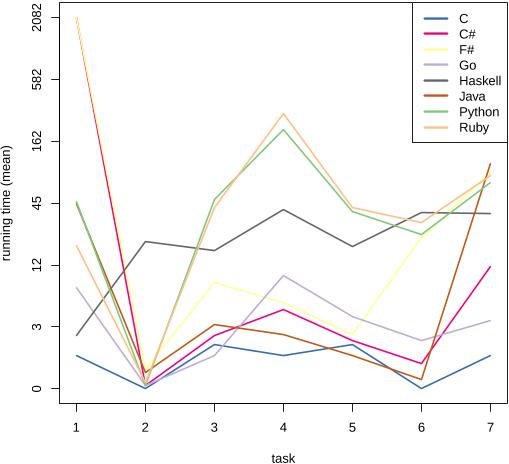 2082
582
162
45
12
3
0
running time (mean)
1 2 3 4 5 6 7
task
C
C#
F#
Go
Haskell
Java
Python
Ruby